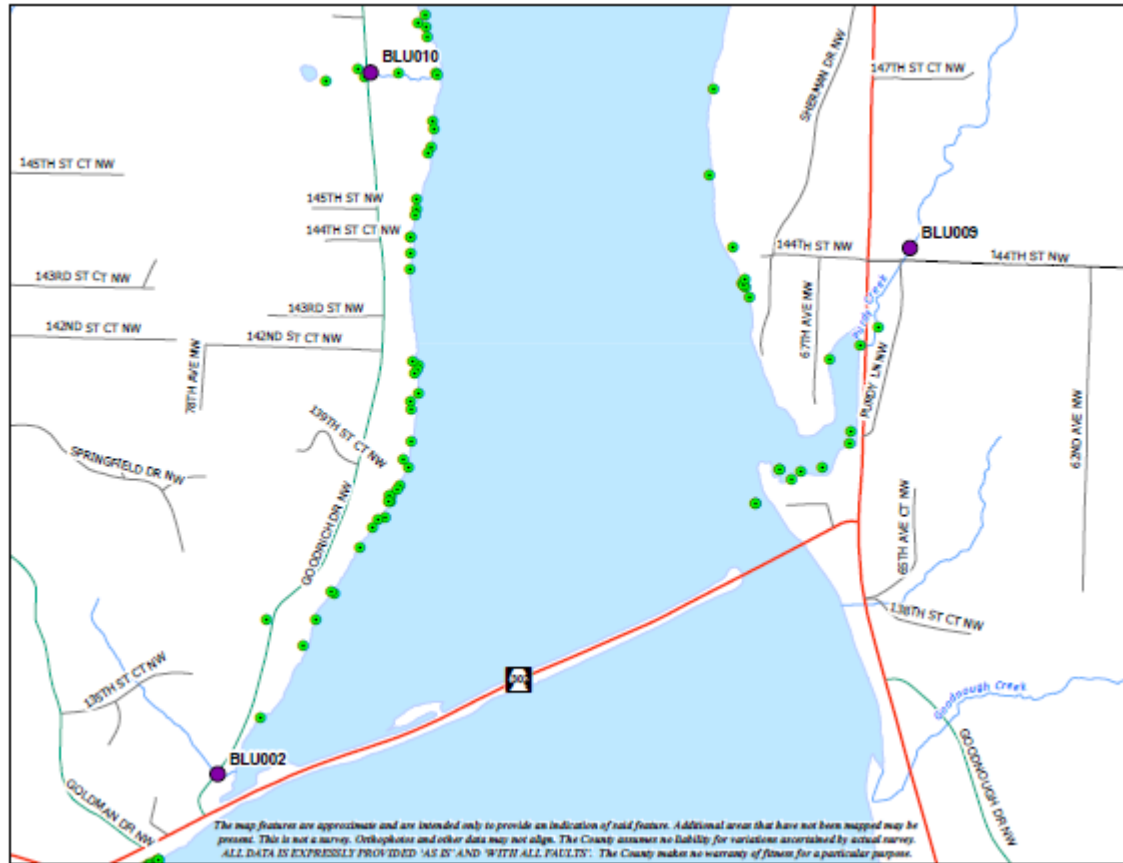 BLU010
147TH ST CT NW
SHERMAN DR NW
145TH ST CT NW
145TH ST NW
144TH ST CT NW
BLU009
144TH ST NW
144TH ST NW
143RD ST CT NW
143RD ST NW
142ND ST CT NW
142ND ST CT NW
Purdy Creek
67TH AVE NW
78TH AVE NW
PURDY LN NW
62ND AVE NW
139TH ST CT NW
SPRINGFIELD DR NW
GOODRICH DR NW
65TH AVE CT NW
138TH ST CT NW
302
135TH ST CT NW
Goodnough Creek
GOODNOUGH DR NW
BLU002
GOLDMAN DR NW
The map features are approximate and are intended only to provide an indication of said feature. Additional areas that have not been mapped may be
present. This is not a survey. Orthophotos and other data may not align. The County assumes no liability for variations ascertained by actual survey.
ALL DATA IS EXPRESSLY PROVIDED 'AS IS' AND 'WITH ALL FAULTS'. The County makes no warranty of fitness for a particular purpose.